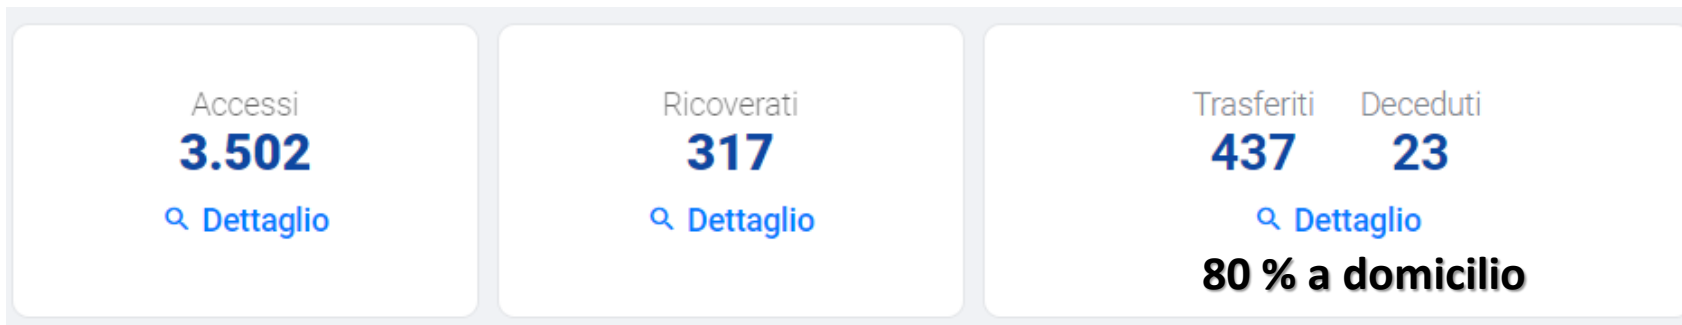 Accessi
3.502
Dettaglio
Ricoverati
317
Dettaglio
Trasferiti Deceduti
437 23
Dettaglio
80 % a domicilio